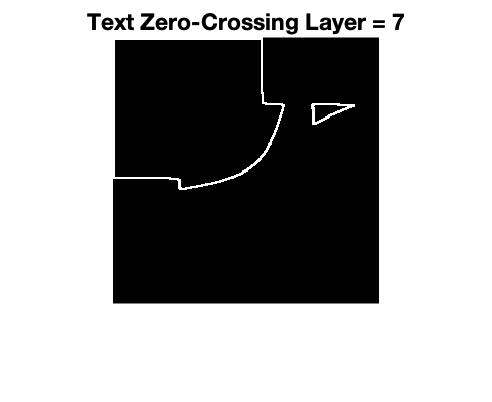 Text Zero-Crossing Layer = 7